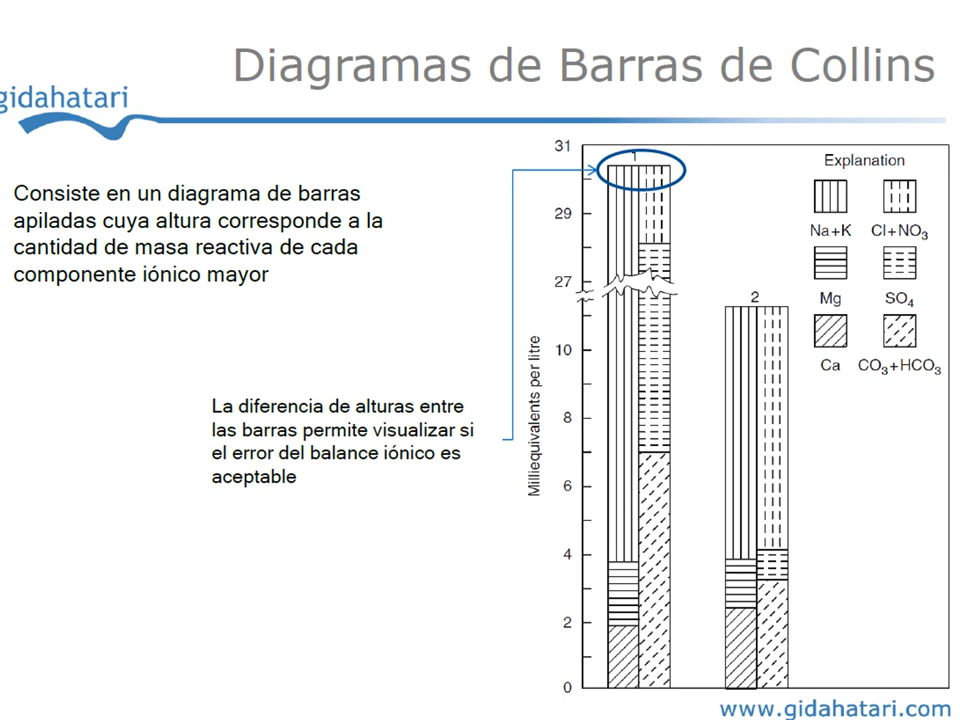 Diagramas de Barras de Collins
gidahatari
Consiste en un diagrama de barras
apiladas cuya altura corresponde a la
cantidad de masa reactiva de cada
componente iónico mayor
La diferencia de alturas entre
las barras permite visualizar si
el error del balance iónico es
aceptable
Milliequivalents per litre
31
29
27
10
8
6
4
2
0
1
2
Explanation
Na+K Cl+NO₃
Mg SO₄
Ca CO₃+HCO₃
www.gidahatari.com